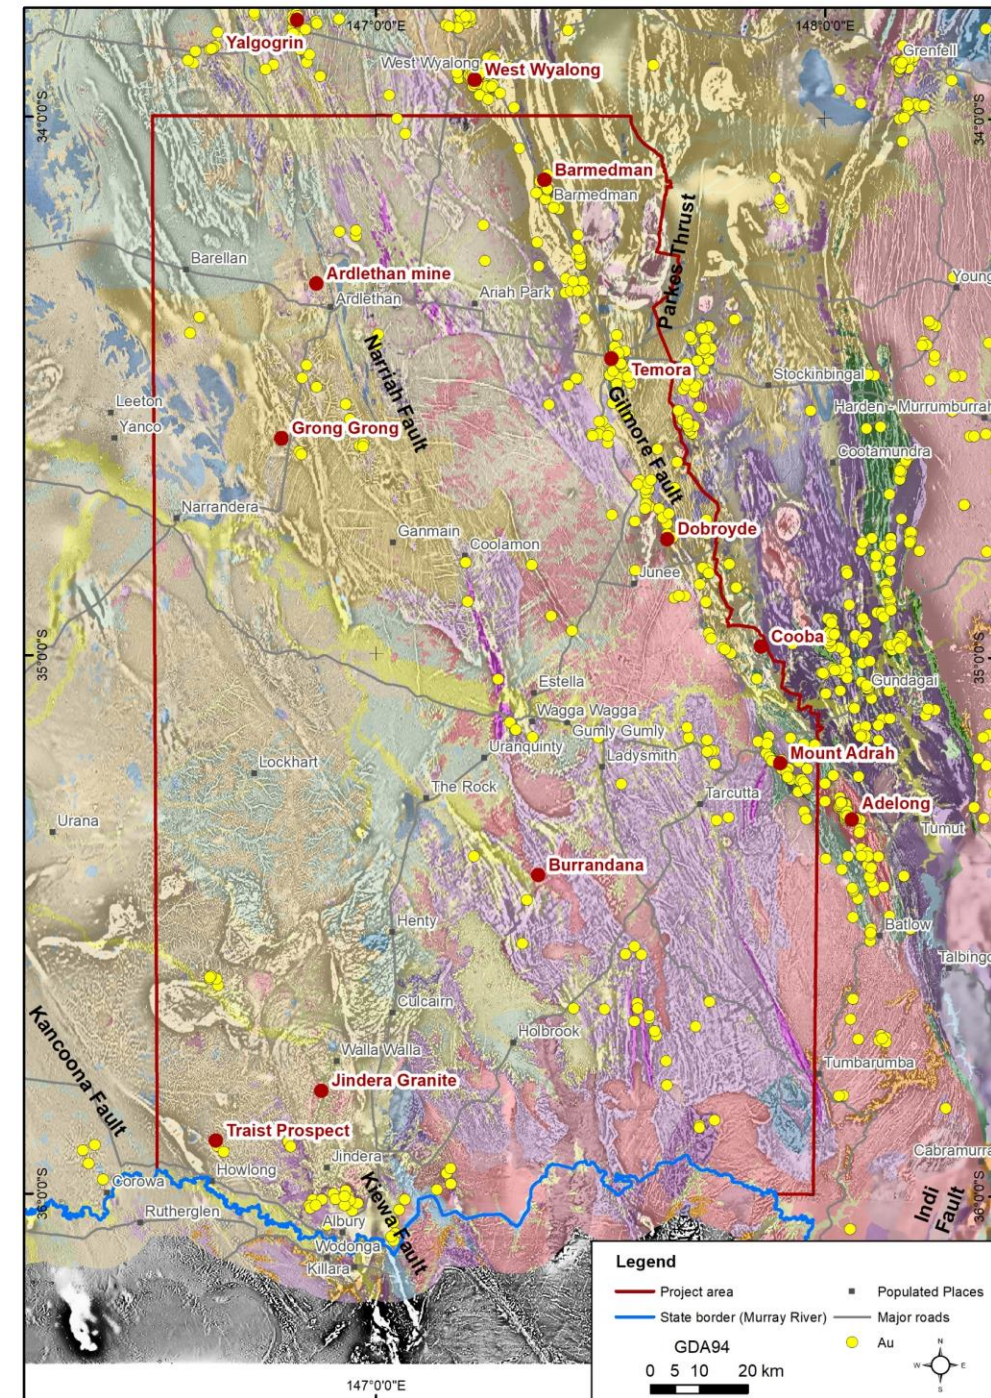 147°0'0"E
148°0'0"E
Yalgogrin
West Wyalong
West Wyalong
Grenfell
34°0'0"S
34°0'0"S
Barmedman
Barmedman
Parkes Thrust
Barellan
Ardlethan mine
Ardlethan
Ariah Park
Young
Narriah Fault
Temora
Stockinbingal
Gilmore Fault
Leeton
Yanco
Grong Grong
Harden - Murrumburrah
Cootamundra
Narrandera
Ganmain
Coolamon
Dobroyde
Junee
Cooba
35°0'0"S
35°0'0"S
Estella
Gundagai
Wagga Wagga
Gumly Gumly
Uranquinty
Ladysmith
Mount Adrah
Lockhart
The Rock
Tarcutta
Adelong
Urana
Tumut
Burrandana
Henty
Batlow
Talbingo
Culcairn
Kancoona Fault
Holbrook
Walla Walla
Jindera Granite
Tumbarumba
Traist Prospect
Howlong
Jindera
Cabramurra
Corowa
36°0'0"S
36°0'0"S
Kiewa Fault
Indi Fault
Rutherglen
Albury
Wodonga
Killara
Legend
Project area
Populated Places
State border (Murray River)
Major roads
GDA94
Au
0 5 10 20 km
N
W
E
S
147°0'0"E